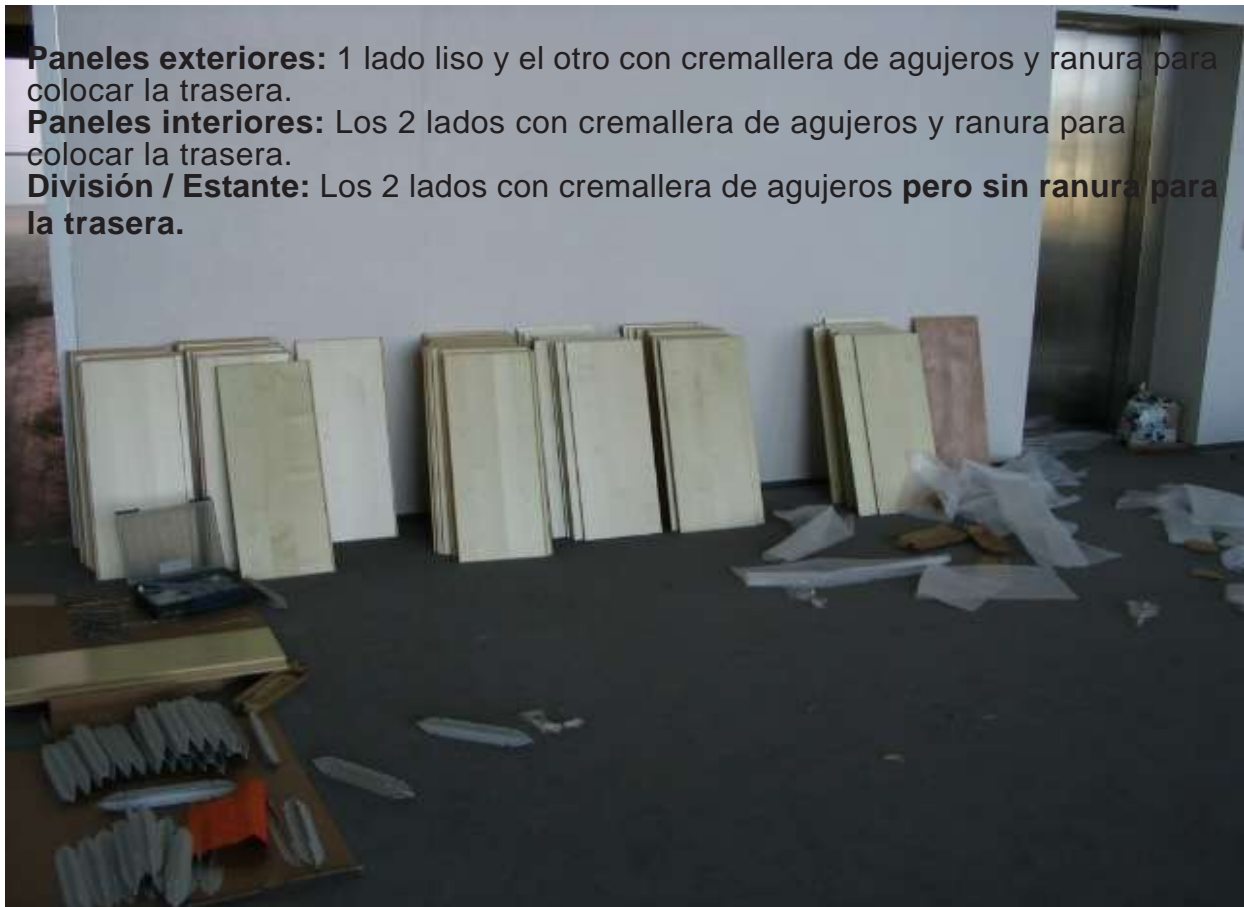 Paneles exteriores: 1 lado liso y el otro con cremallera de agujeros y ranura para
colocar la trasera.
Paneles interiores: Los 2 lados con cremallera de agujeros y ranura para
colocar la trasera.
División / Estante: Los 2 lados con cremallera de agujeros pero sin ranura para
la trasera.